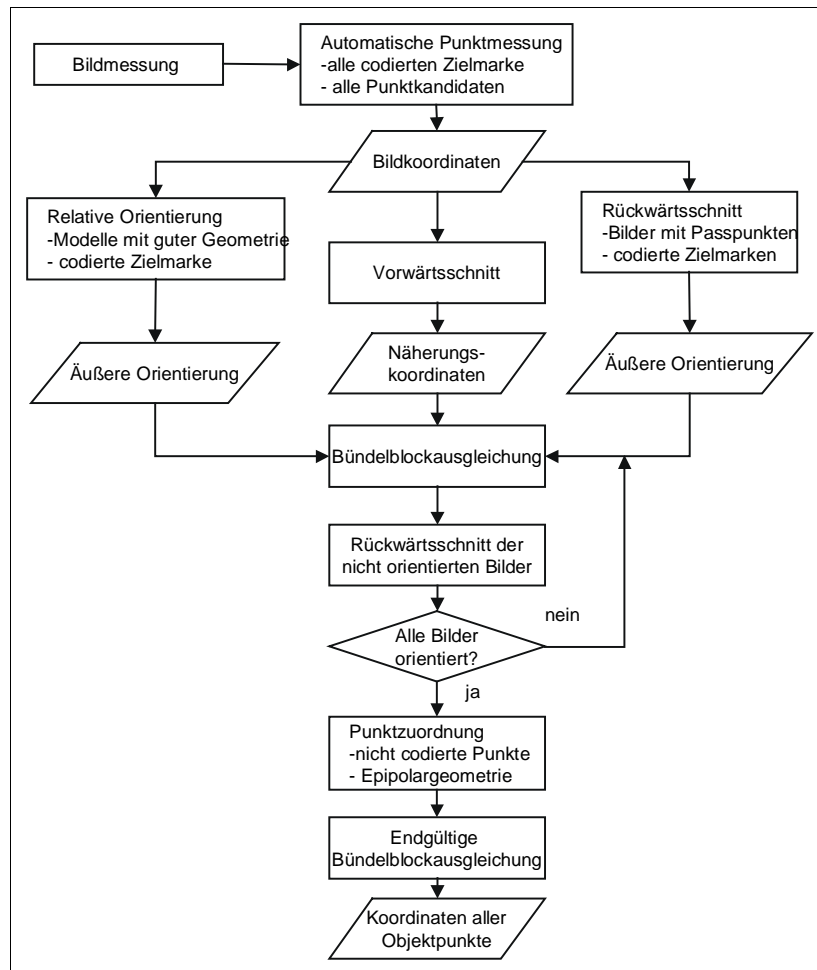 Bildmessung
Automatische Punktmessung
-alle codierten Zielmarke
- alle Punktkandidaten
Bildkoordinaten
Relative Orientierung
-Modelle mit guter Geometrie
- codierte Zielmarke
Vorwärtsschnitt
Rückwärtsschnitt
-Bilder mit Passpunkten
- codierte Zielmarken
Äußere Orientierung
Näherungs-
koordinaten
Äußere Orientierung
Bündelblockausgleichung
Rückwärtsschnitt der
nicht orientierten Bilder
nein
Alle Bilder
orientiert?
ja
Punktzuordnung
-nicht codierte Punkte
- Epipolargeometrie
Endgültige
Bündelblockausgleichung
Koordinaten aller
Objektpunkte